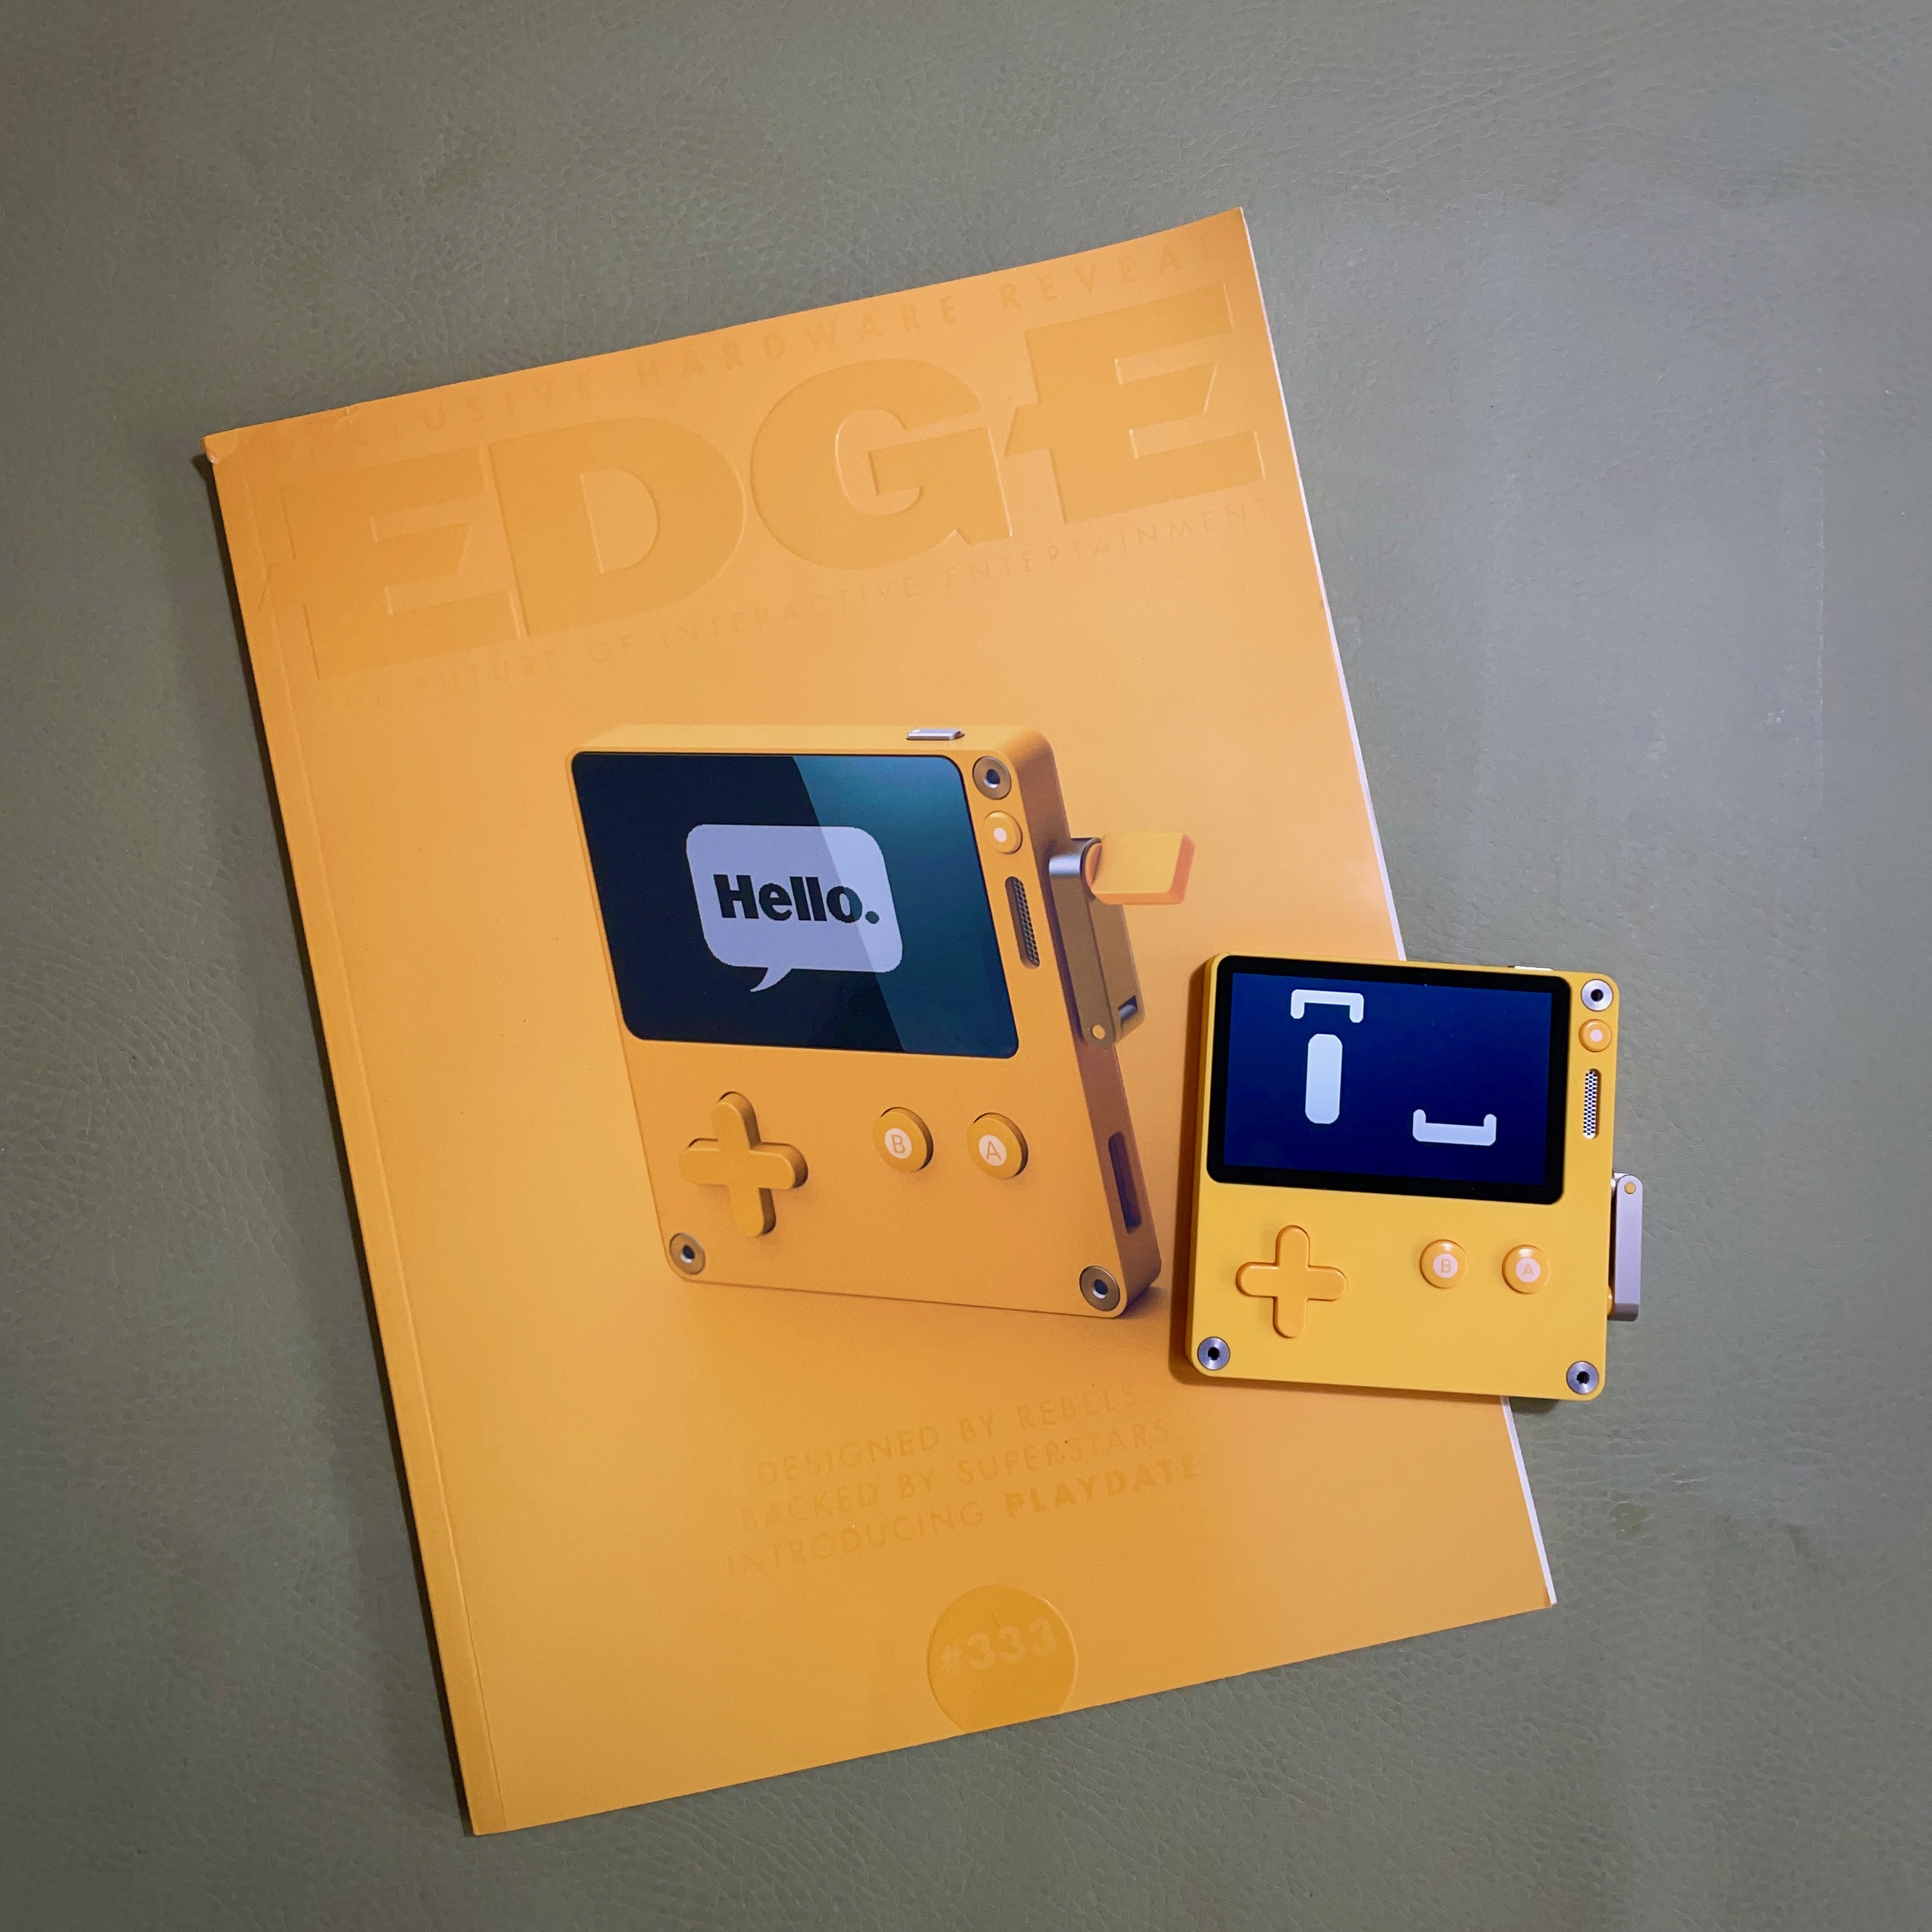 EXCLUSIVE HARDWARE REVEAL
EDGE
THE FUTURE OF INTERACTIVE ENTERTAINMENT
Hello.
B A
B A
DESIGNED BY REBELS.
BACKED BY SUPERSTARS.
INTRODUCING PLAYDATE
#333